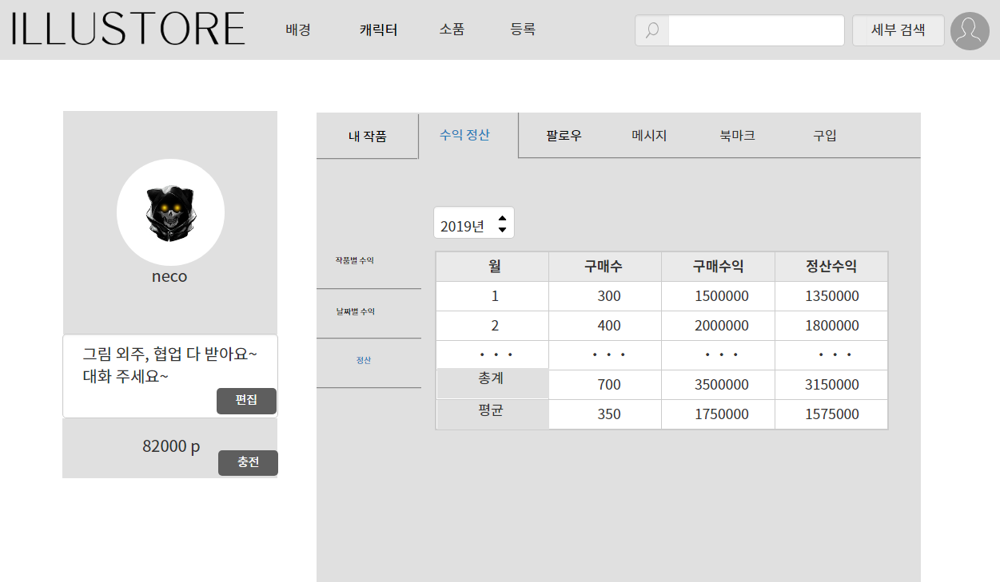 ILLUSTORE 배경 캐릭터 소품 등록 세부 검색
내 작품 수익 정산 팔로우 메시지 북마크 구입
neco
그림 외주, 협업 다 받아요~
대화 주세요~
편집
82000 p
충전
작품별 수익
날짜별 수익
정산
2019년
월 구매수 구매수익 정산수익
1 300 1500000 1350000
2 400 2000000 1800000
・・・ ・・・ ・・・ ・・・
총계 700 3500000 3150000
평균 350 1750000 1575000